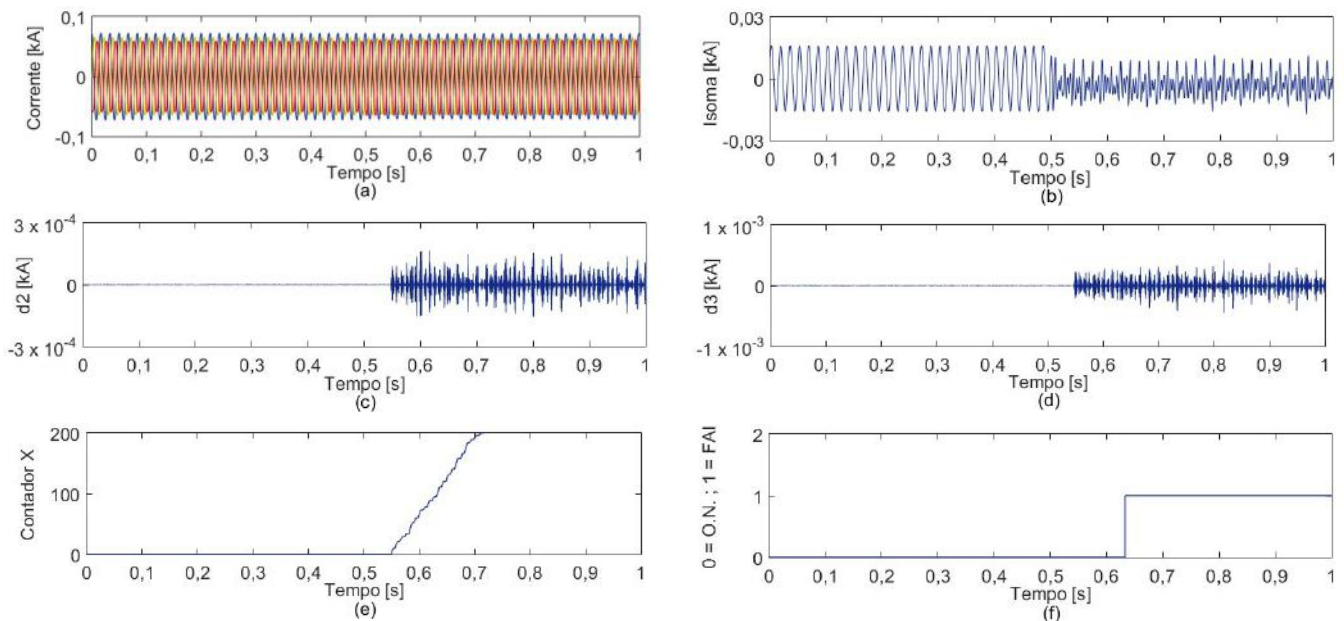 Corrente [kA]
0,1
0
-0,1
0 0,1 0,2 0,3 0,4 0,5 0,6 0,7 0,8 0,9 1
Tempo [s]
(a)
Isoma [kA]
0,03
0
-0,03
0 0,1 0,2 0,3 0,4 0,5 0,6 0,7 0,8 0,9 1
Tempo [s]
(b)
d2 [kA]
3 x 10⁻⁴
0
-3 x 10⁻⁴
0 0,1 0,2 0,3 0,4 0,5 0,6 0,7 0,8 0,9 1
Tempo [s]
(c)
d3 [kA]
1 x 10⁻³
0
-1 x 10⁻³
0 0,1 0,2 0,3 0,4 0,5 0,6 0,7 0,8 0,9 1
Tempo [s]
(d)
Contador X
200
100
0
0 0,1 0,2 0,3 0,4 0,5 0,6 0,7 0,8 0,9 1
Tempo [s]
(e)
0 = O.N. ; 1 = FAI
2
1
0
0 0,1 0,2 0,3 0,4 0,5 0,6 0,7 0,8 0,9 1
Tempo [s]
(f)